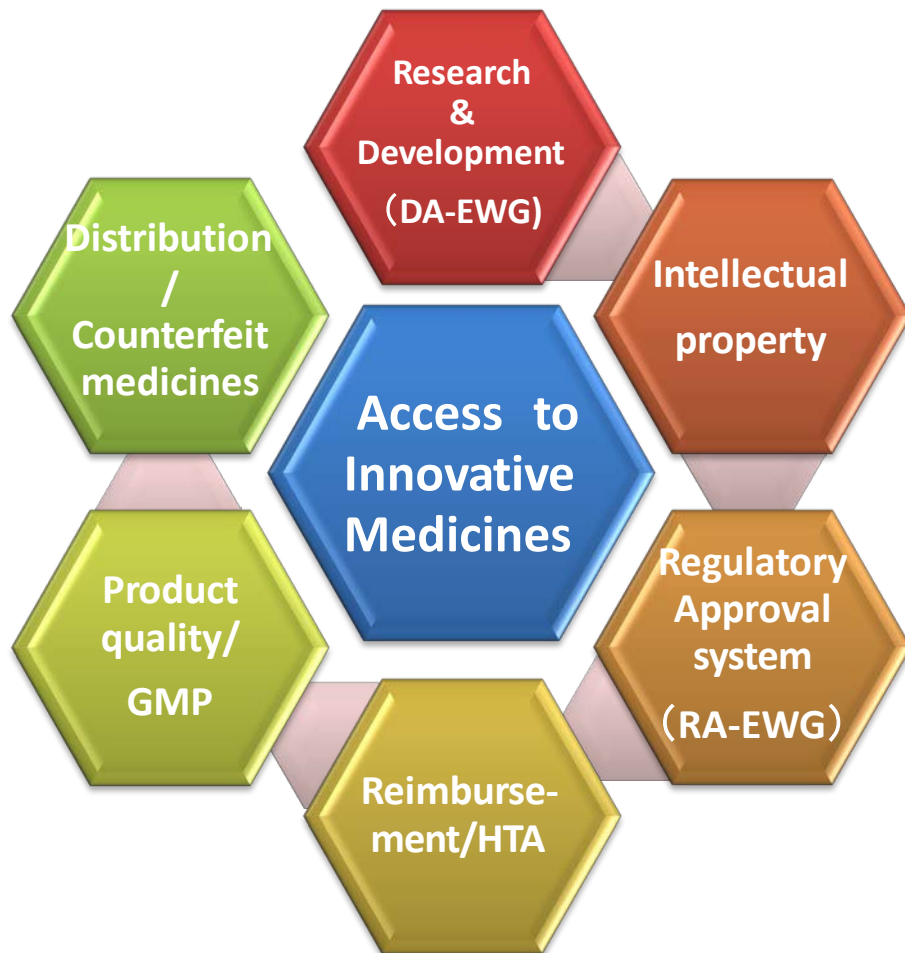 Research
&
Development
（DA-EWG)
Intellectual
property
Regulatory
Approval
system
（RA-EWG）
Reimburse-
ment/HTA
Product
quality/
GMP
Distribution
/
Counterfeit
medicines
Access to
Innovative
Medicines